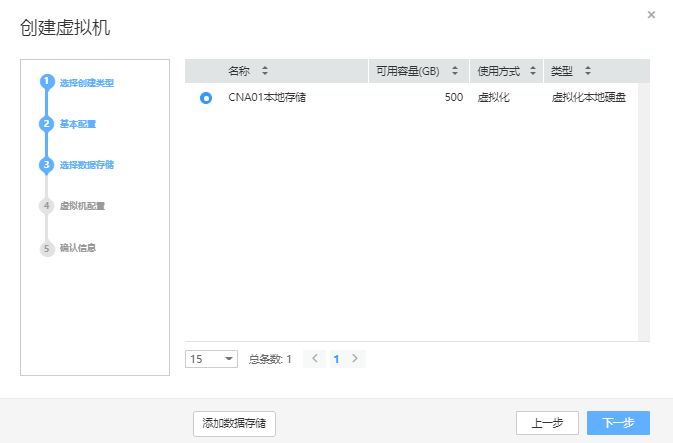 创建虚拟机
×
1 选择创建类型
2 基本配置
3 选择数据存储
4 虚拟机配置
5 确认信息
名称 可用容量(GB) 使用方式 类型
CNA01本地存储 500 虚拟化 虚拟化本地硬盘
15 总条数: 1 < 1 >
添加数据存储 上一步 下一步